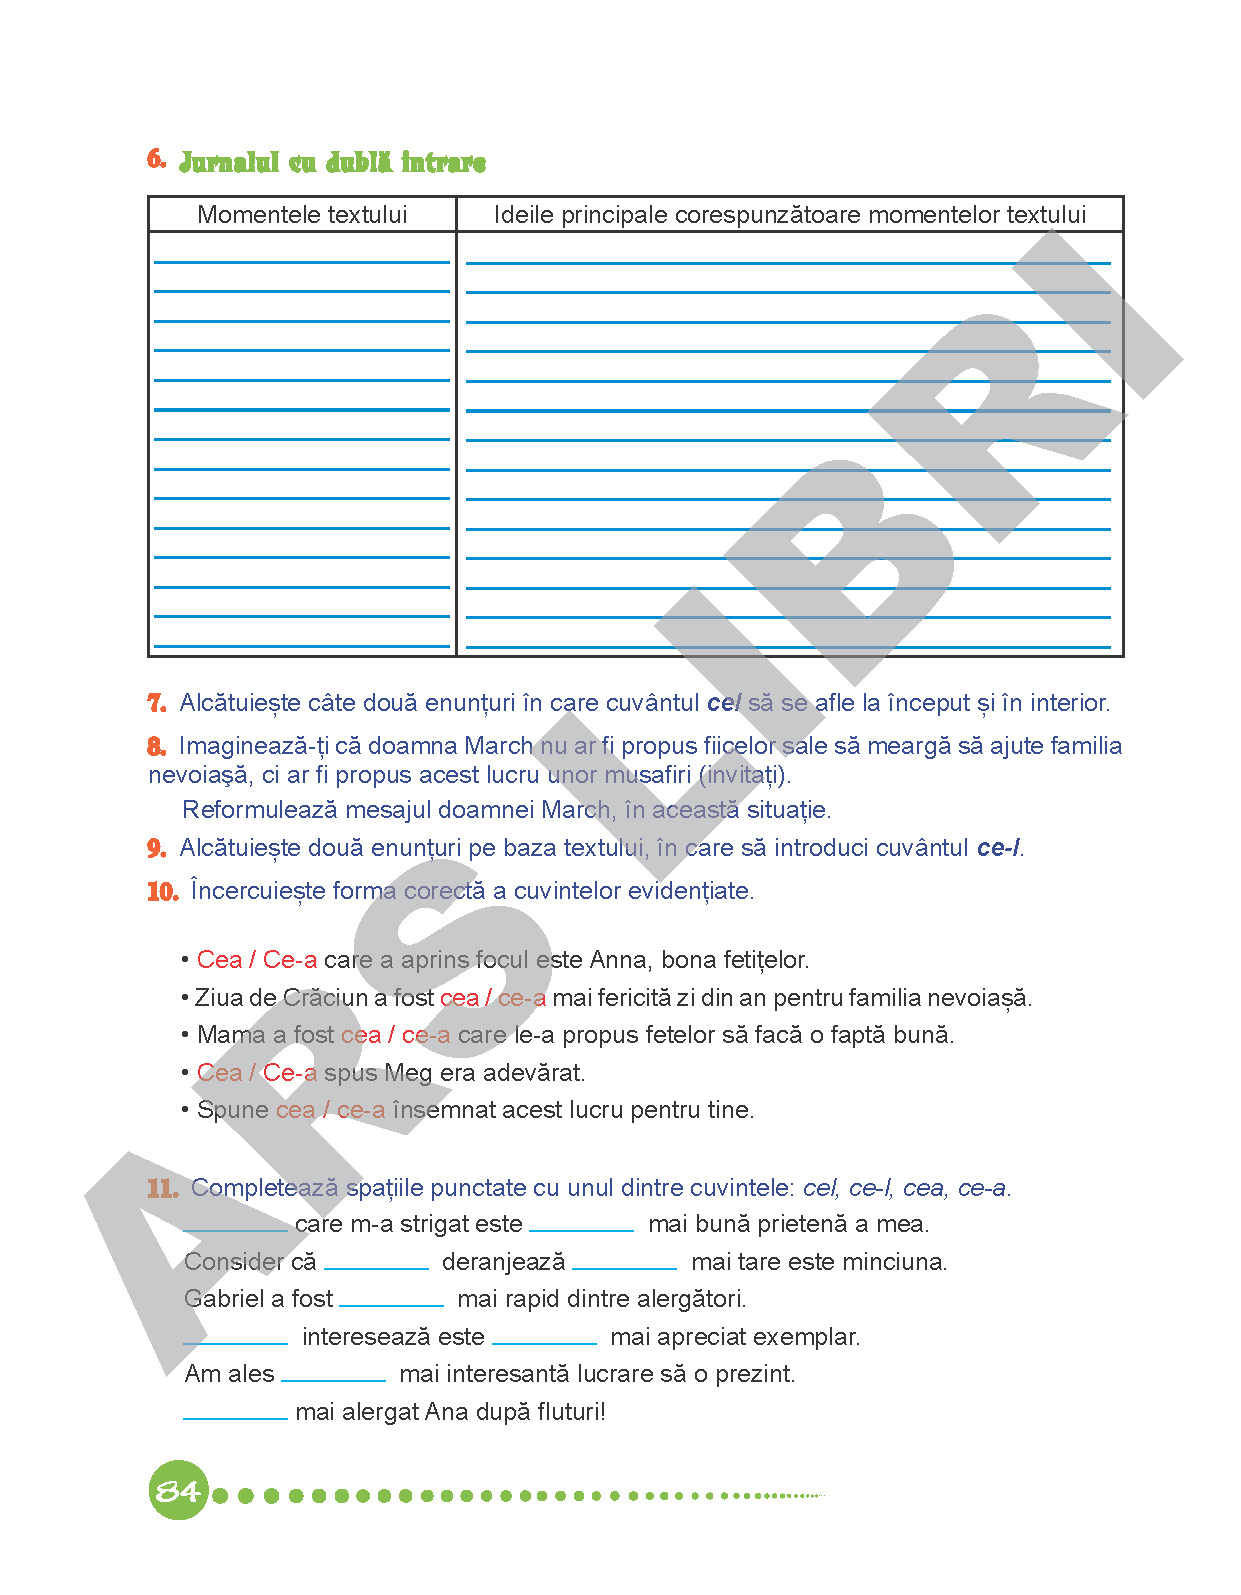 6. Jurnalul cu dublă intrare
Momentele textului
Ideile principale corespunzătoare momentelor textului
7. Alcătuiește câte două enunțuri în care cuvântul cel să se afle la început și în interior.
8. Imaginează-ți că doamna March nu ar fi propus fiicelor sale să meargă să ajute familia
nevoiaşă, ci ar fi propus acest lucru unor musafiri (invitați).
Reformulează mesajul doamnei March, în această situație.
9. Alcătuiește două enunțuri pe baza textului, în care să introduci cuvântul ce-l.
10. Încercuiește forma corectă a cuvintelor evidențiate.
• Cea / Ce-a care a aprins focul este Anna, bona fetițelor.
• Ziua de Crăciun a fost cea / ce-a mai fericită zi din an pentru familia nevoiașă.
• Mama a fost cea / ce-a care le-a propus fetelor să facă o faptă bună.
• Cea / Ce-a spus Meg era adevărat.
• Spune cea / ce-a însemnat acest lucru pentru tine.
11. Completează spațiile punctate cu unul dintre cuvintele: cel, ce-l, cea, ce-a.
________ care m-a strigat este ________ mai bună prietenă a mea.
Consider că ________ deranjează ________ mai tare este minciuna.
Gabriel a fost ________ mai rapid dintre alergători.
________ interesează este ________ mai apreciat exemplar.
Am ales ________ mai interesantă lucrare să o prezint.
________ mai alergat Ana după fluturi!
84
ARS LIBRI